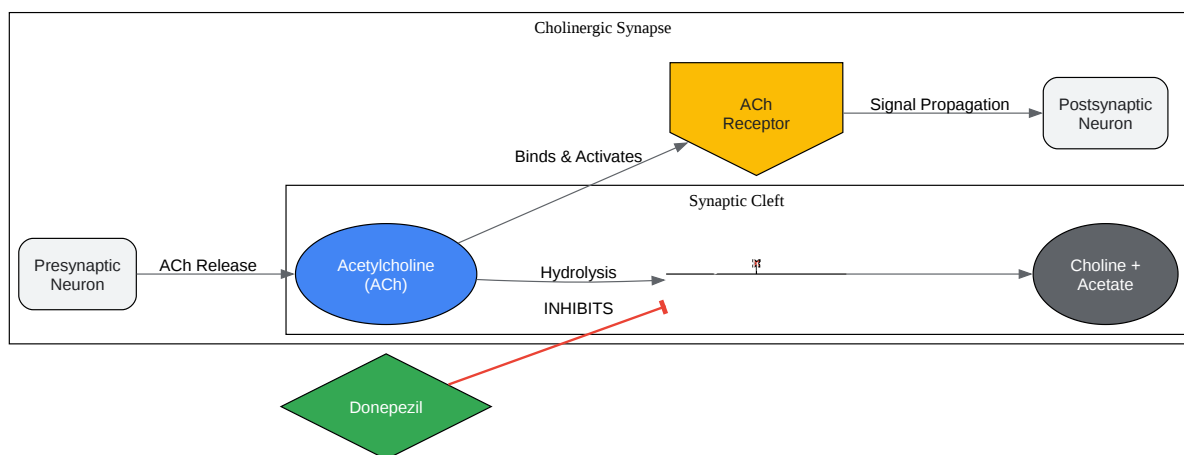 Cholinergic Synapse
ACh
Receptor
Signal Propagation
Postsynaptic
Neuron
Binds & Activates
Synaptic Cleft
Presynaptic
Neuron
ACh Release
Acetylcholine
(ACh)
Hydrolysis
Choline +
Acetate
INHIBITS
Donepezil